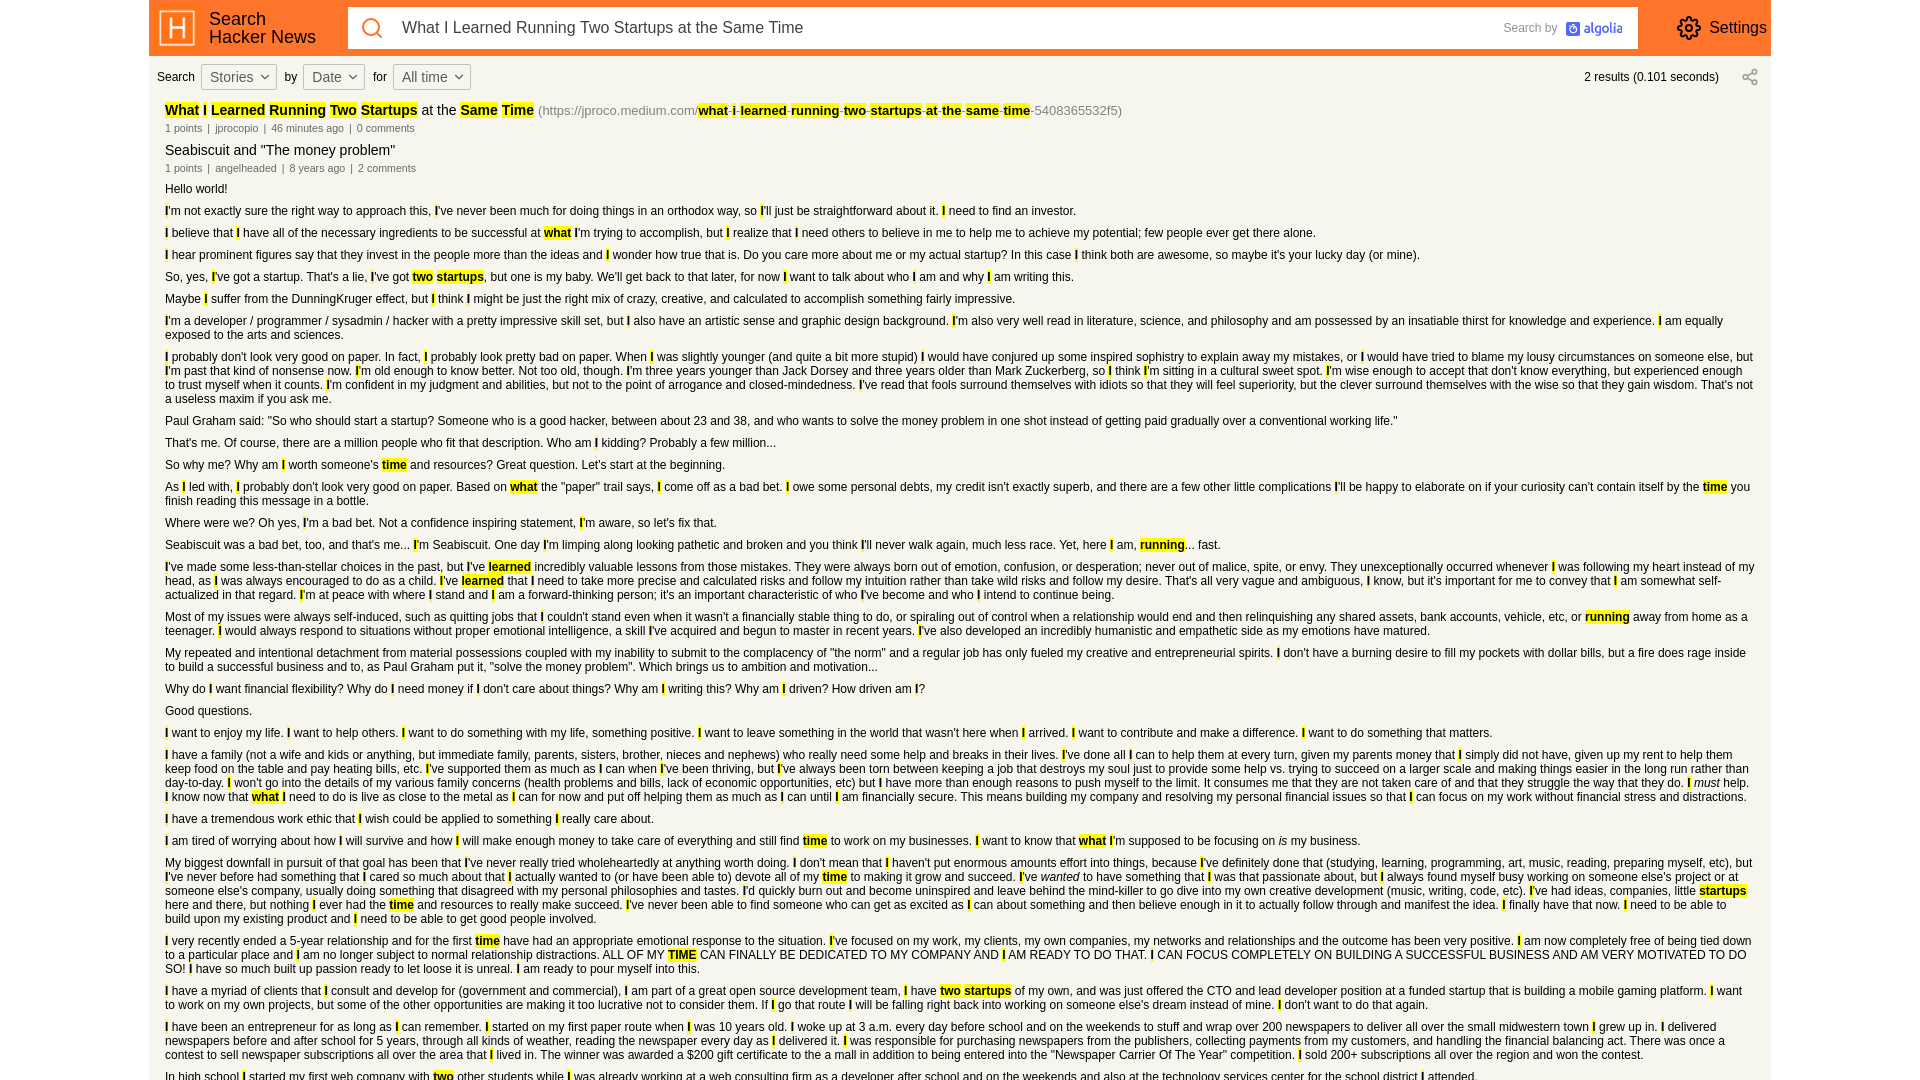 Search
Hacker News
What I Learned Running Two Startups at the Same Time
Search by algolia
Settings
Search Stories by Date for All time
2 results (0.101 seconds)
What I Learned Running Two Startups at the Same Time (https://jproco.medium.com/what-i-learned-running-two-startups-at-the-same-time-5408365532f5)
1 points | jprocopio | 46 minutes ago | 0 comments
Seabiscuit and "The money problem"
1 points | angelheaded | 8 years ago | 2 comments
Hello world!
I'm not exactly sure the right way to approach this, I've never been much for doing things in an orthodox way, so I'll just be straightforward about it. I need to find an investor.
I believe that I have all of the necessary ingredients to be successful at what I'm trying to accomplish, but I realize that I need others to believe in me to help me to achieve my potential; few people ever get there alone.
I hear prominent figures say that they invest in the people more than the ideas and I wonder how true that is. Do you care more about me or my actual startup? In this case I think both are awesome, so maybe it's your lucky day (or mine).
So, yes, I've got a startup. That's a lie, I've got two startups, but one is my baby. We'll get back to that later, for now I want to talk about who I am and why I am writing this.
Maybe I suffer from the DunningKruger effect, but I think I might be just the right mix of crazy, creative, and calculated to accomplish something fairly impressive.
I'm a developer / programmer / sysadmin / hacker with a pretty impressive skill set, but I also have an artistic sense and graphic design background. I'm also very well read in literature, science, and philosophy and am possessed by an insatiable thirst for knowledge and experience. I am equally
exposed to the arts and sciences.
I probably don't look very good on paper. In fact, I probably look pretty bad on paper. When I was slightly younger (and quite a bit more stupid) I would have conjured up some inspired sophistry to explain away my mistakes, or I would have tried to blame my lousy circumstances on someone else, but
I'm past that kind of nonsense now. I'm old enough to know better. Not too old, though. I'm three years younger than Jack Dorsey and three years older than Mark Zuckerberg, so I think I'm sitting in a cultural sweet spot. I'm wise enough to accept that don't know everything, but experienced enough
to trust myself when it counts. I'm confident in my judgment and abilities, but not to the point of arrogance and closed-mindedness. I've read that fools surround themselves with idiots so that they will feel superiority, but the clever surround themselves with the wise so that they gain wisdom. That's not
a useless maxim if you ask me.
Paul Graham said: "So who should start a startup? Someone who is a good hacker, between about 23 and 38, and who wants to solve the money problem in one shot instead of getting paid gradually over a conventional working life."
That's me. Of course, there are a million people who fit that description. Who am I kidding? Probably a few million...
So why me? Why am I worth someone's time and resources? Great question. Let's start at the beginning.
As I led with, I probably don't look very good on paper. Based on what the "paper" trail says, I come off as a bad bet. I owe some personal debts, my credit isn't exactly superb, and there are a few other little complications I'll be happy to elaborate on if your curiosity can't contain itself by the time you
finish reading this message in a bottle.
Where were we? Oh yes, I'm a bad bet. Not a confidence inspiring statement, I'm aware, so let's fix that.
Seabiscuit was a bad bet, too, and that's me... I'm Seabiscuit. One day I'm limping along looking pathetic and broken and you think I'll never walk again, much less race. Yet, here I am, running... fast.
I've made some less-than-stellar choices in the past, but I've learned incredibly valuable lessons from those mistakes. They were always born out of emotion, confusion, or desperation; never out of malice, spite, or envy. They unexceptionally occurred whenever I was following my heart instead of my
head, as I was always encouraged to do as a child. I've learned that I need to take more precise and calculated risks and follow my intuition rather than take wild risks and follow my desire. That's all very vague and ambiguous, I know, but it's important for me to convey that I am somewhat self-
actualized in that regard. I'm at peace with where I stand and I am a forward-thinking person; it's an important characteristic of who I've become and who I intend to continue being.
Most of my issues were always self-induced, such as quitting jobs that I couldn't stand even when it wasn't a financially stable thing to do, or spiraling out of control when a relationship would end and then relinquishing any shared assets, bank accounts, vehicle, etc, or running away from home as a
teenager. I would always respond to situations without proper emotional intelligence, a skill I've acquired and begun to master in recent years. I've also developed an incredibly humanistic and empathetic side as my emotions have matured.
My repeated and intentional detachment from material possessions coupled with my inability to submit to the complacency of "the norm" and a regular job has only fueled my creative and entrepreneurial spirits. I don't have a burning desire to fill my pockets with dollar bills, but a fire does rage inside
to build a successful business and to, as Paul Graham put it, "solve the money problem". Which brings us to ambition and motivation...
Why do I want financial flexibility? Why do I need money if I don't care about things? Why am I writing this? Why am I driven? How driven am I?
Good questions.
I want to enjoy my life. I want to help others. I want to do something with my life, something positive. I want to leave something in the world that wasn't here when I arrived. I want to contribute and make a difference. I want to do something that matters.
I have a family (not a wife and kids or anything, but immediate family, parents, sisters, brother, nieces and nephews) who really need some help and breaks in their lives. I've done all I can to help them at every turn, given my parents money that I simply did not have, given up my rent to help them
keep food on the table and pay heating bills, etc. I've supported them as much as I can when I've been thriving, but I've always been torn between keeping a job that destroys my soul just to provide some help vs. trying to succeed on a larger scale and making things easier in the long run rather than
day-to-day. I won't go into the details of my various family concerns (health problems and bills, lack of economic opportunities, etc) but I have more than enough reasons to push myself to the limit. It consumes me that they are not taken care of and that they struggle the way that they do. I must help.
I know now that what I need to do is live as close to the metal as I can for now and put off helping them as much as I can until I am financially secure. This means building my company and resolving my personal financial issues so that I can focus on my work without financial stress and distractions.
I have a tremendous work ethic that I wish could be applied to something I really care about.
I am tired of worrying about how I will survive and how I will make enough money to take care of everything and still find time to work on my businesses. I want to know that what I'm supposed to be focusing on is my business.
My biggest downfall in pursuit of that goal has been that I've never really tried wholeheartedly at anything worth doing. I don't mean that I haven't put enormous amounts effort into things, because I've definitely done that (studying, learning, programming, art, music, reading, preparing myself, etc), but
I've never before had something that I cared so much about that I actually wanted to (or have been able to) devote all of my time to making it grow and succeed. I've wanted to have something that I was that passionate about, but I always found myself busy working on someone else's project or at
someone else's company, usually doing something that disagreed with my personal philosophies and tastes. I'd quickly burn out and become uninspired and leave behind the mind-killer to go dive into my own creative development (music, writing, code, etc). I've had ideas, companies, little startups
here and there, but nothing I ever had the time and resources to really make succeed. I've never been able to find someone who can get as excited as I can about something and then believe enough in it to actually follow through and manifest the idea. I finally have that now. I need to be able to
build upon my existing product and I need to be able to get good people involved.
I very recently ended a 5-year relationship and for the first time have had an appropriate emotional response to the situation. I've focused on my work, my clients, my own companies, my networks and relationships and the outcome has been very positive. I am now completely free of being tied down
to a particular place and I am no longer subject to normal relationship distractions. ALL OF MY TIME CAN FINALLY BE DEDICATED TO MY COMPANY AND I AM READY TO DO THAT. I CAN FOCUS COMPLETELY ON BUILDING A SUCCESSFUL BUSINESS AND AM VERY MOTIVATED TO DO
SO! I have so much built up passion ready to let loose it is unreal. I am ready to pour myself into this.
I have a myriad of clients that I consult and develop for (government and commercial), I am part of a great open source development team, I have two startups of my own, and was just offered the CTO and lead developer position at a funded startup that is building a mobile gaming platform. I want
to work on my own projects, but some of the other opportunities are making it too lucrative not to consider them. If I go that route I will be falling right back into working on someone else's dream instead of mine. I don't want to do that again.
I have been an entrepreneur for as long as I can remember. I started on my first paper route when I was 10 years old. I woke up at 3 a.m. every day before school and on the weekends to stuff and wrap over 200 newspapers to deliver all over the small midwestern town I grew up in. I delivered
newspapers before and after school for 5 years, through all kinds of weather, reading the newspaper every day as I delivered it. I was responsible for purchasing newspapers from the publishers, collecting payments from my customers, and handling the financial balancing act. There was once a
contest to sell newspaper subscriptions all over the area that I lived in. The winner was awarded a $200 gift certificate to the a mall in addition to being entered into the "Newspaper Carrier Of The Year" competition. I sold 200+ subscriptions all over the region and won the contest.
In high school I started my first web company with two other students while I was already working at a web consulting firm as a developer after school and on the weekends and also at the technology services center for the school district I attended.